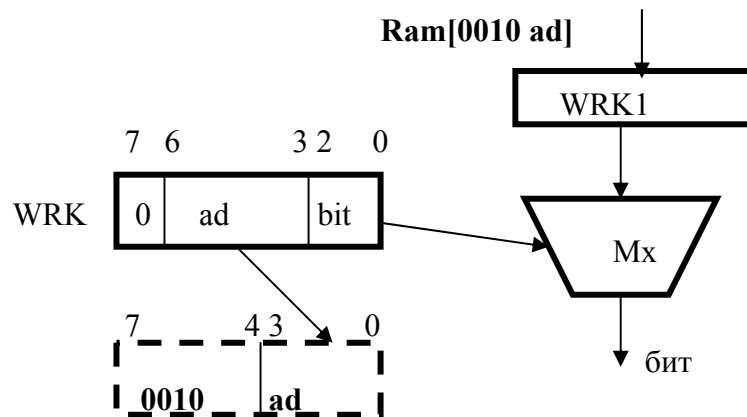 Ram[0010 ad]
WRK1
7 6 3 2 0
WRK 0 ad bit
Mx
7 4 3 0
бит
0010 ad